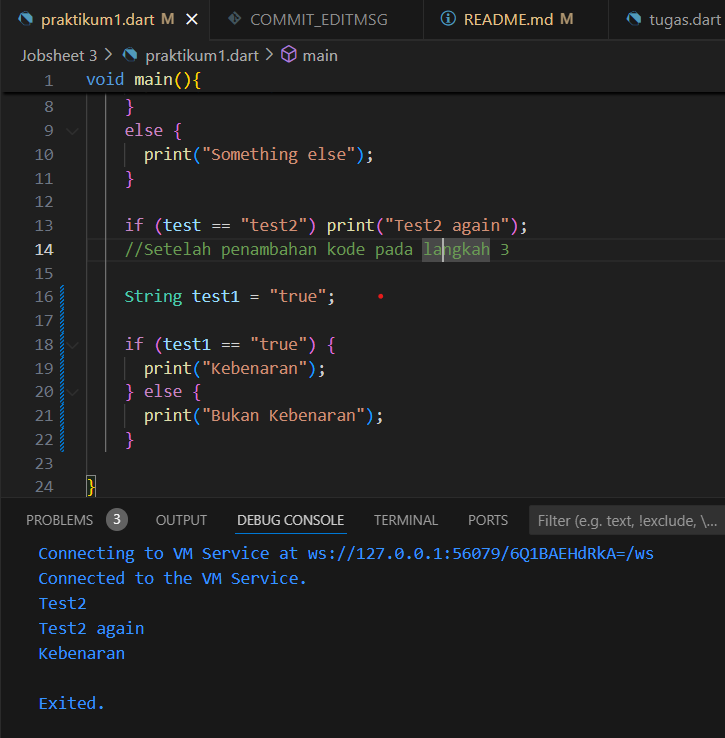 praktikum1.dart M COMMIT_EDITMSG README.md M tugas.dart
Jobsheet 3 > praktikum1.dart > main
1 void main(){
8 }
9 else {
10 print("Something else");
11 }
12
13 if (test == "test2") print("Test2 again");
14 //Setelah penambahan kode pada langkah 3
15
16 String test1 = "true";
17
18 if (test1 == "true") {
19 print("Kebenaran");
20 } else {
21 print("Bukan Kebenaran");
22 }
23
24 }
PROBLEMS 3 OUTPUT DEBUG CONSOLE TERMINAL PORTS Filter (e.g. text, !exclude, \...
Connecting to VM Service at ws://127.0.0.1:56079/6Q1BAEHdRkA=/ws
Connected to the VM Service.
Test2
Test2 again
Kebenaran
Exited.